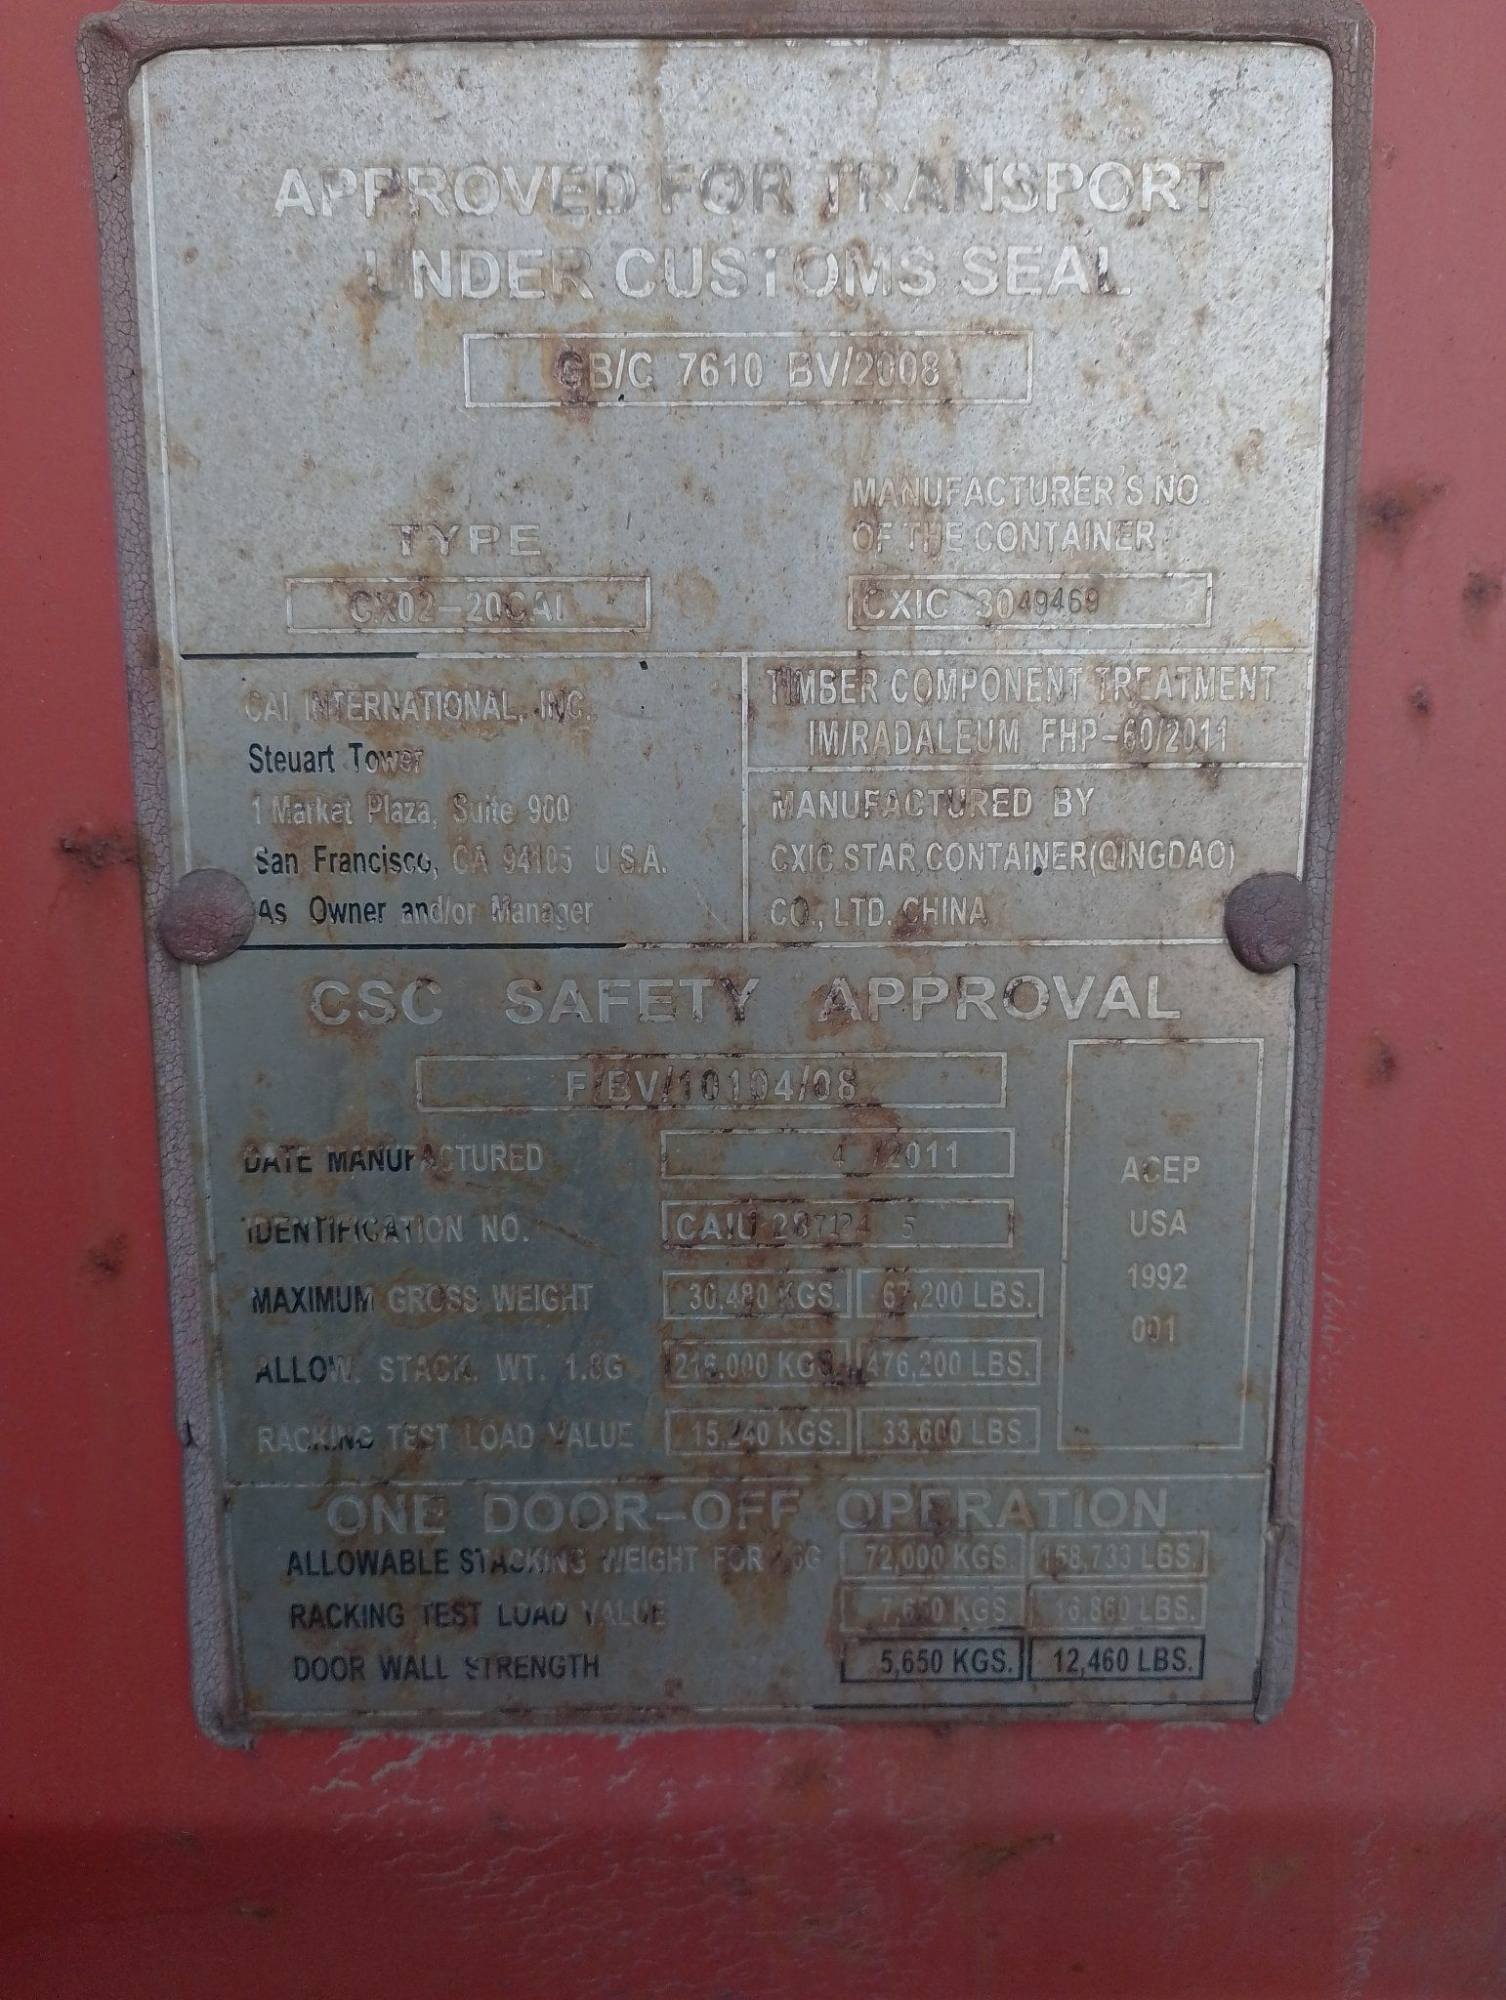 APPROVED FOR TRANSPORT
UNDER CUSTOMS SEAL
GB/C 7610 BV/2008
TYPE
CX02-20CAI
MANUFACTURER'S NO.
OF THE CONTAINER
CXIC 3049469
CAI INTERNATIONAL, INC.
Steuart Tower
1 Market Plaza, Suite 900
San Francisco, CA 94105 U.S.A.
As Owner and/or Manager
TIMBER COMPONENT TREATMENT
IM/RADALEUM FHP-60/2011
MANUFACTURED BY
CXIC STAR CONTAINER(QINGDAO)
CO., LTD. CHINA
CSC SAFETY APPROVAL
F/BV/10104/08
DATE MANUFACTURED 4 /2011
IDENTIFICATION NO. CAIU
MAXIMUM GROSS WEIGHT 30,480 KGS. 67,200 LBS.
ALLOW. STACK. WT. 1.8G 216,000 KGS. 476,200 LBS.
RACKING TEST LOAD VALUE 15,240 KGS. 33,600 LBS
ACEP
USA
1992
001
ONE DOOR-OFF OPERATION
ALLOWABLE STACKING WEIGHT FOR 72,000 KGS. 158,733 LBS.
RACKING TEST LOAD VALUE 7,650 KGS. 16,860 LBS.
DOOR WALL STRENGTH 5,650 KGS. 12,460 LBS.